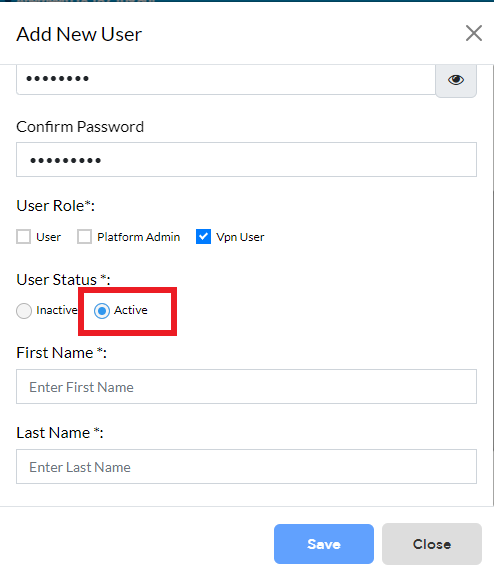 Add New User
••••••••
Confirm Password
•••••••••
User Role*:
User Platform Admin Vpn User
User Status *:
Inactive Active
First Name *:
Enter First Name
Last Name *:
Enter Last Name
Save Close